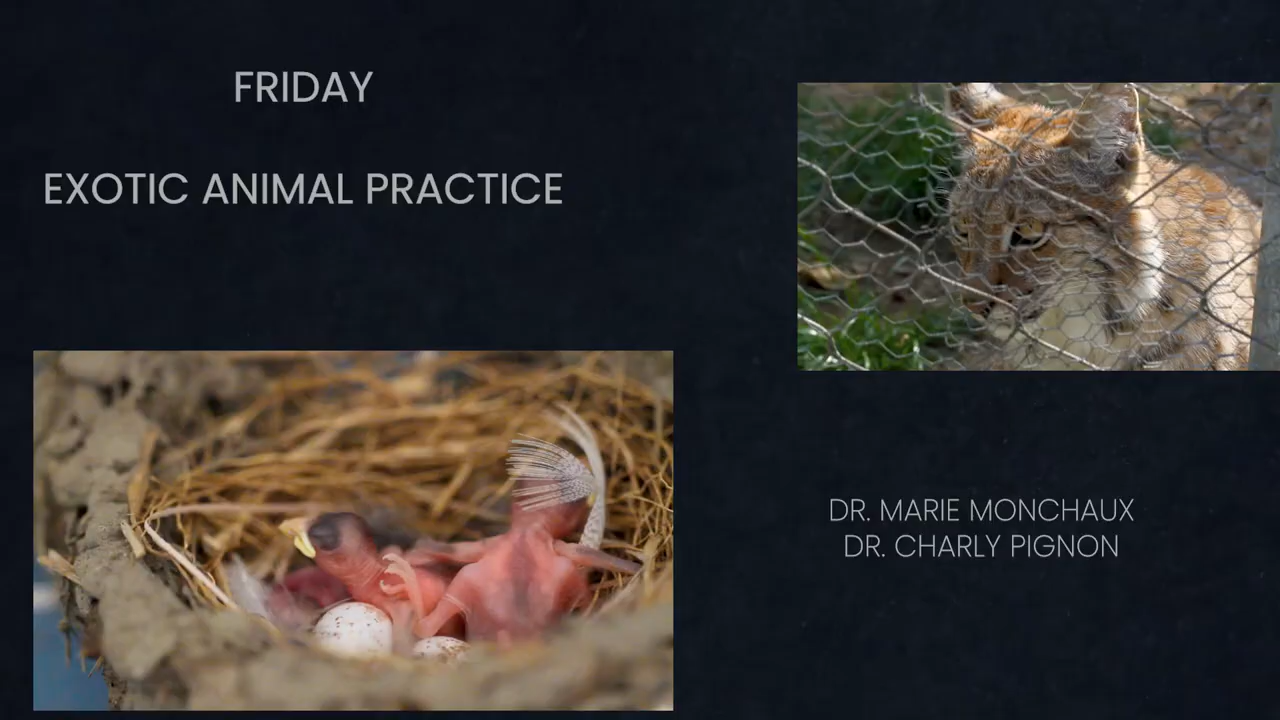 FRIDAY
EXOTIC ANIMAL PRACTICE
DR. MARIE MONCHAUX
DR. CHARLY PIGNON